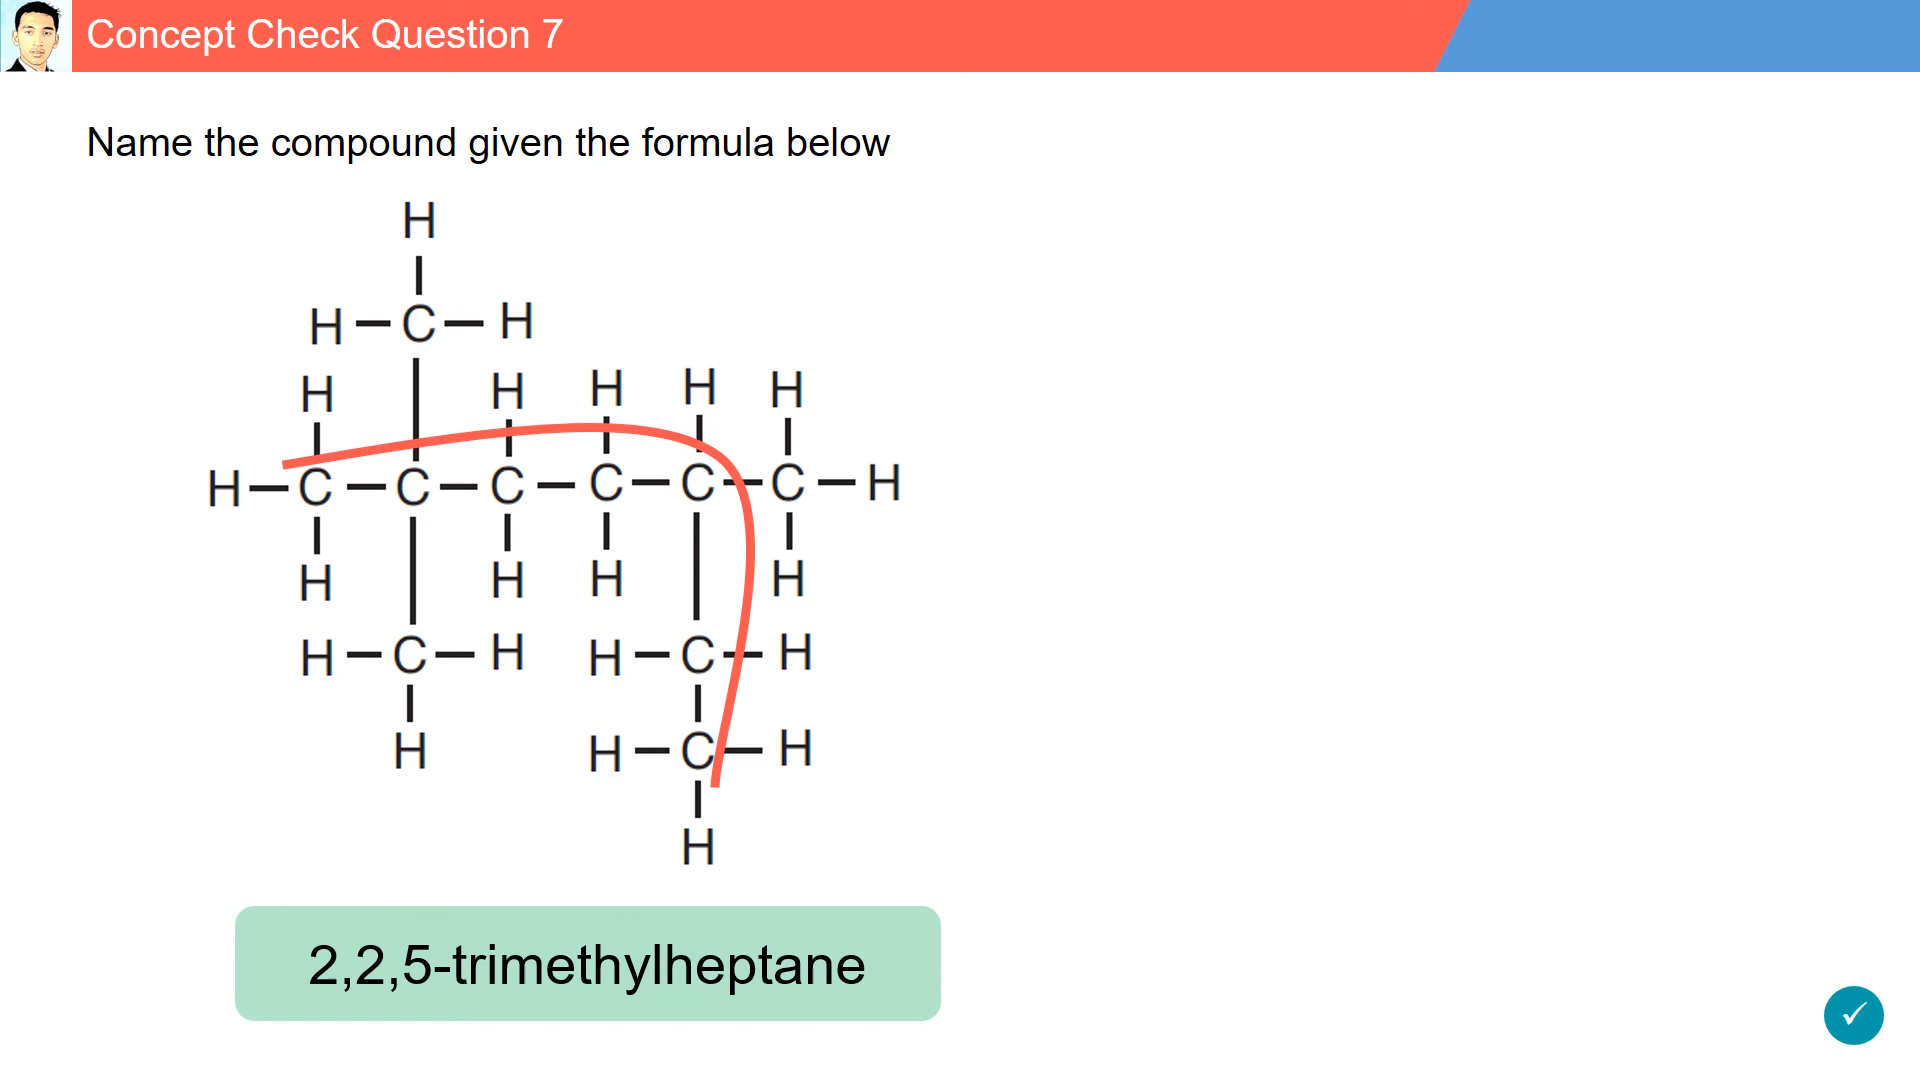 Concept Check Question 7
Name the compound given the formula below
H
H C H
H H H H H
H C C C C C C H
H H H H
H C H H C H
H H C H
H
2,2,5-trimethylheptane